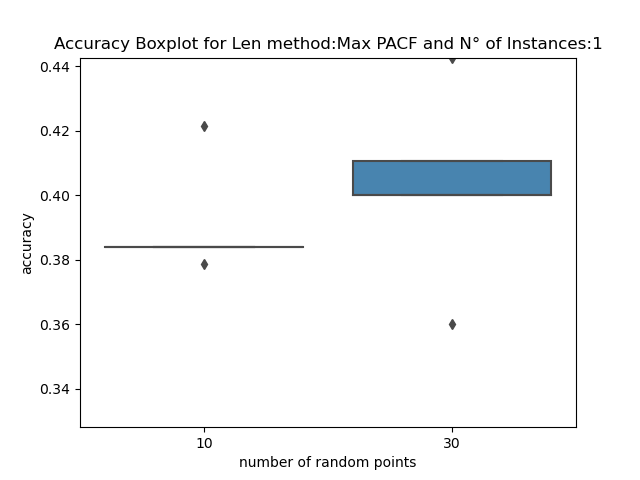 Accuracy Boxplot for Len method:Max PACF and N° of Instances:1
0.44
0.42
0.40
0.38
0.36
0.34
accuracy
10
30
number of random points